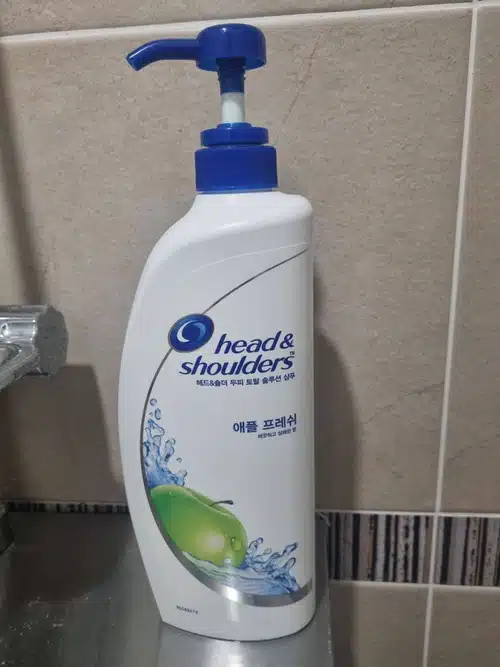 head &
shoulders™
헤드&숄더 두피 토탈 솔루션 샴푸
애플 프레쉬